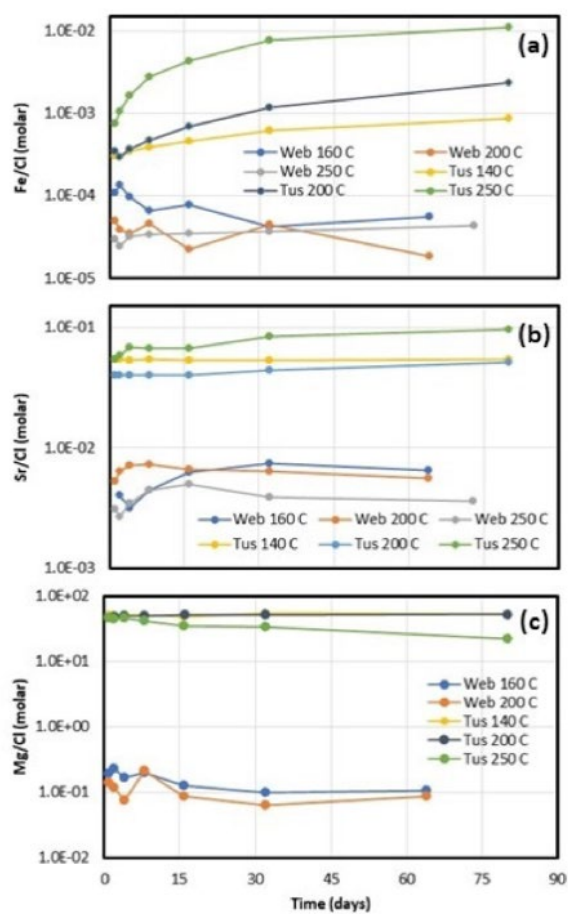 1.0E-02
(a)
1.0E-03
Fe/Cl (molar)
Web 160 C Web 200 C
Web 250 C Tus 140 C
Tus 200 C Tus 250 C
1.0E-04
1.0E-05
1.0E-01
(b)
Sr/Cl (molar)
1.0E-02
Web 160 C Web 200 C Web 250 C
Tus 140 C Tus 200 C Tus 250 C
1.0E-03
1.0E+02
(c)
1.0E+01
Mg/Cl (molar)
Web 160 C
Web 200 C
Tus 140 C
Tus 200 C
Tus 250 C
1.0E+00
1.0E-01
1.0E-02
0 15 30 45 60 75 90
Time (days)